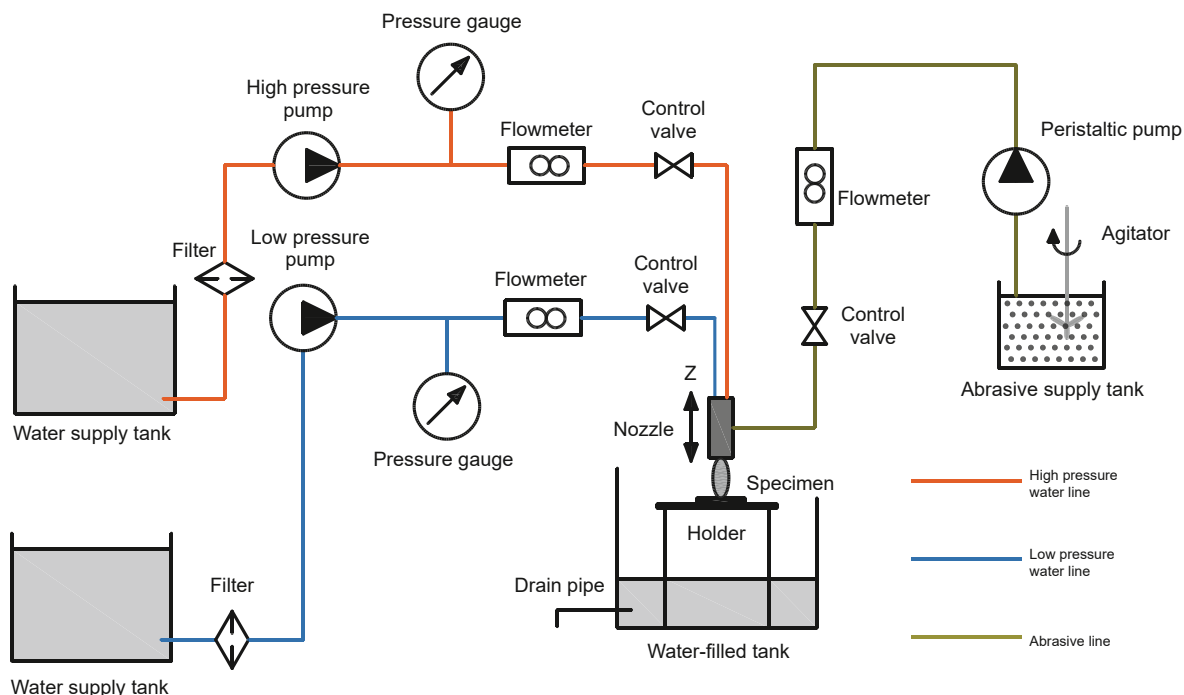 Pressure gauge
High pressure
pump
Flowmeter
Control
valve
Peristaltic pump
Flowmeter
Agitator
Filter
Low pressure
pump
Flowmeter
Control
valve
Control
valve
Abrasive supply tank
Z
Nozzle
Water supply tank
Pressure gauge
Specimen
Holder
High pressure
water line
Low pressure
water line
Abrasive line
Filter
Drain pipe
Water-filled tank
Water supply tank